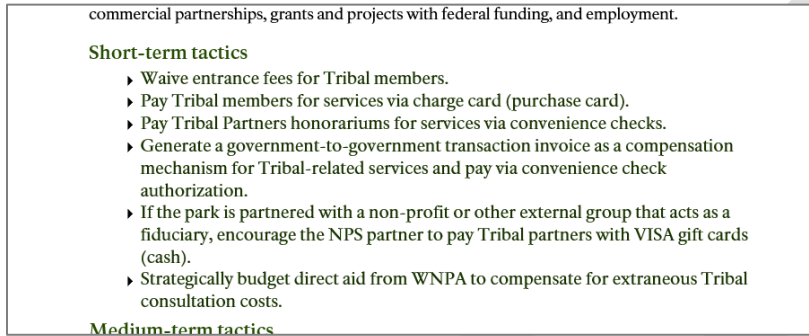 commercial partnerships, grants and projects with federal funding, and employment.
Short-term tactics
Waive entrance fees for Tribal members.
Pay Tribal members for services via charge card (purchase card).
Pay Tribal Partners honorariums for services via convenience checks.
Generate a government-to-government transaction invoice as a compensation
mechanism for Tribal-related services and pay via convenience check
authorization.
If the park is partnered with a non-profit or other external group that acts as a
fiduciary, encourage the NPS partner to pay Tribal partners with VISA gift cards
(cash).
Strategically budget direct aid from WNPA to compensate for extraneous Tribal
consultation costs.
Medium-term tactics